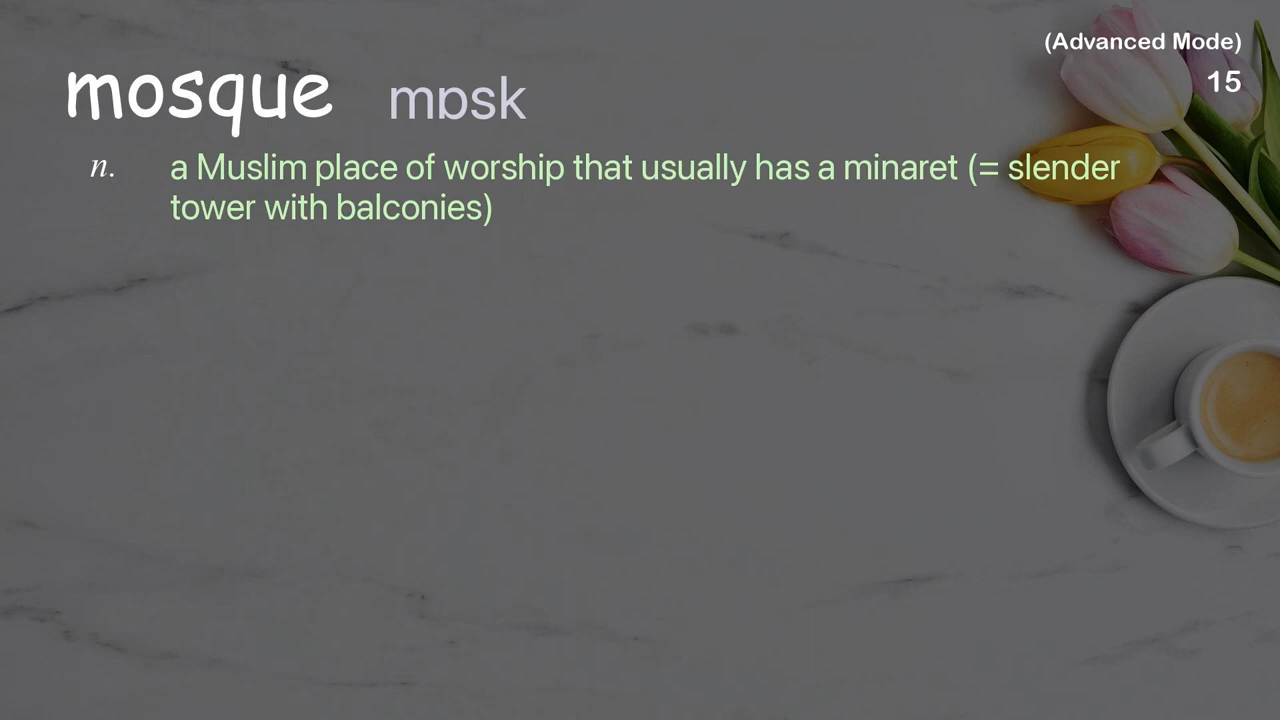 (Advanced Mode)
mosque mɒsk
15
n. a Muslim place of worship that usually has a minaret (= slender
tower with balconies)